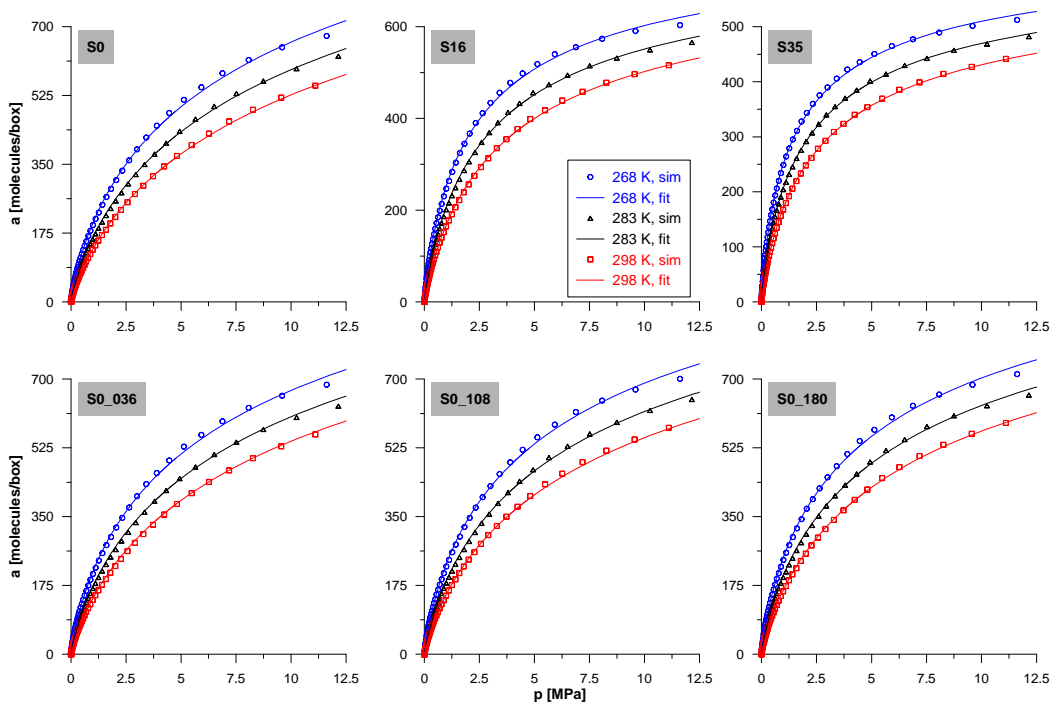 S0
a [molecules/box]
700
525
350
175
0
0 2.5 5 7.5 10 12.5
S16
600
400
200
0
0 2.5 5 7.5 10 12.5
268 K, sim
268 K, fit
283 K, sim
283 K, fit
298 K, sim
298 K, fit
S35
500
400
300
200
100
0
0 2.5 5 7.5 10 12.5
S0_036
a [molecules/box]
700
525
350
175
0
0 2.5 5 7.5 10 12.5
S0_108
700
525
350
175
0
0 2.5 5 7.5 10 12.5
p [MPa]
S0_180
700
525
350
175
0
0 2.5 5 7.5 10 12.5